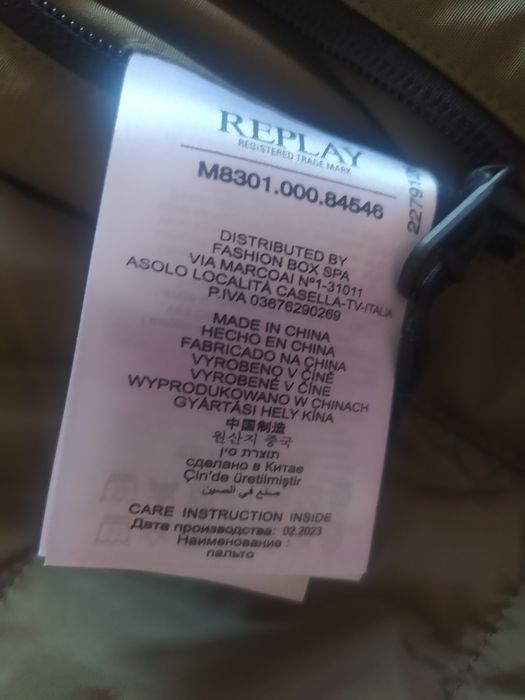 REPLAY
REGISTERED TRADE MARK
M8301.000.84546
DISTRIBUTED BY
FASHION BOX SPA
VIA MARCOAI N°1-31011
ASOLO LOCALITÀ CASELLA-TV-ITALIA
P.IVA 03676290269
MADE IN CHINA
HECHO EN CHINA
FABRICADO NA CHINA
VYROBENO V ČÍNĚ
VYROBENÉ V ČÍNE
WYPRODUKOWANO W CHINACH
GYÁRTÁSI HELY KÍNA
中国制造
원산지 중국
תוצרת סין
сделано в Китае
Çin'de üretilmiştir
صنع في الصين
CARE INSTRUCTION INSIDE
Дата производства: 02.2023
Наименование :
пальто